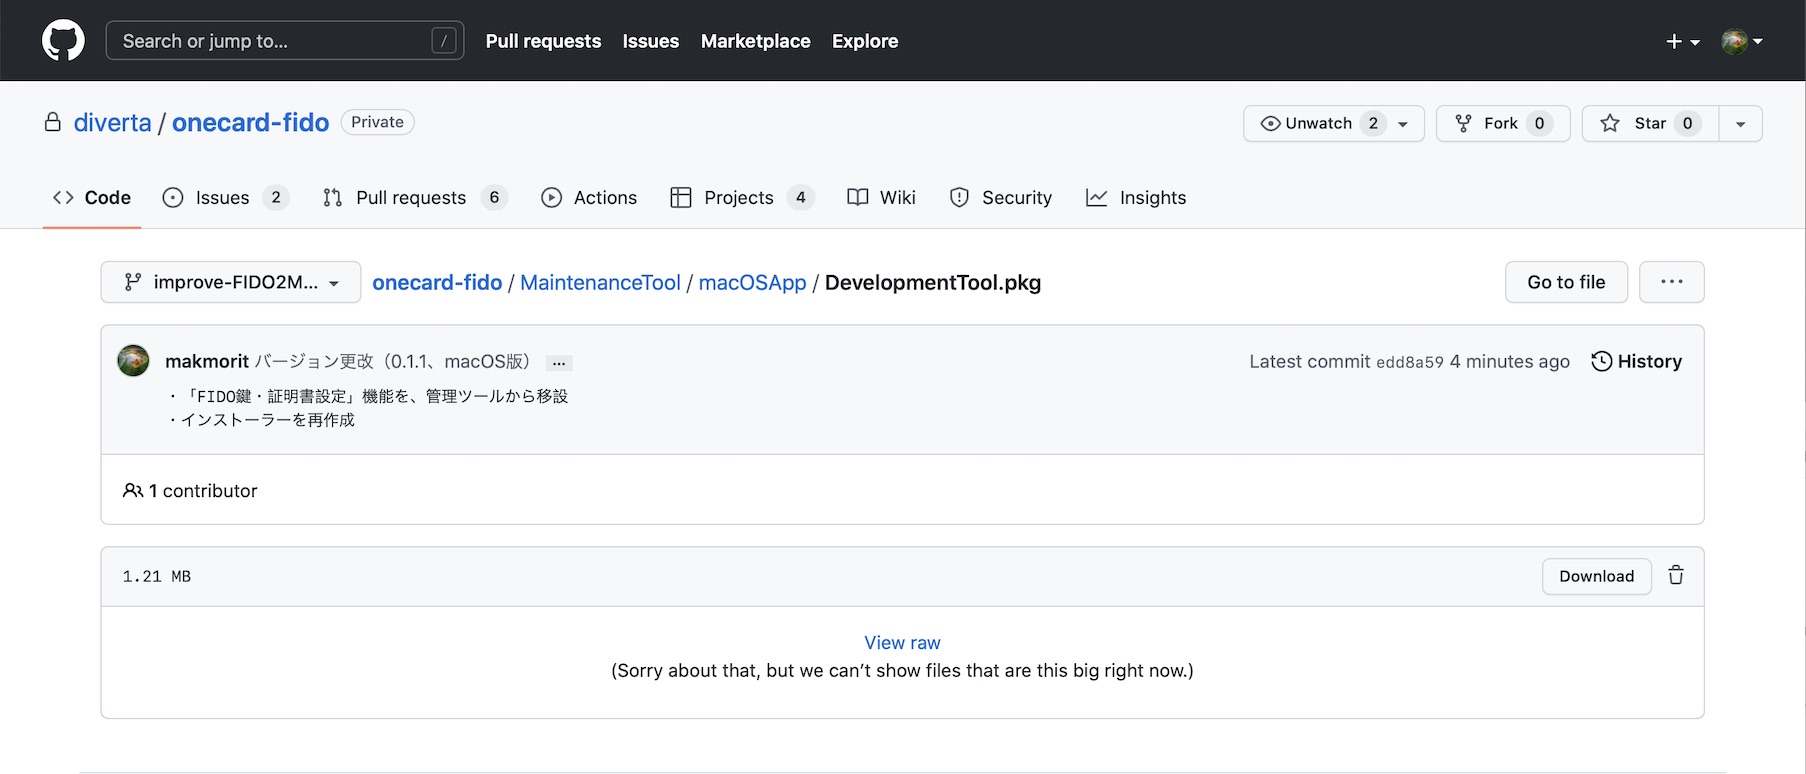 Search or jump to... / Pull requests Issues Marketplace Explore
diverta / onecard-fido Private Unwatch 2 Fork 0 Star 0
Code Issues 2 Pull requests 6 Actions Projects 4 Wiki Security Insights
improve-FIDO2M... onecard-fido / MaintenanceTool / macOSApp / DevelopmentTool.pkg Go to file ...
makmorit バージョン更改（0.1.1、macOS版） ... Latest commit edd8a59 4 minutes ago History
・「FIDO鍵・証明書設定」機能を、管理ツールから移設
・インストーラーを再作成
1 contributor
1.21 MB Download
View raw
(Sorry about that, but we can’t show files that are this big right now.)